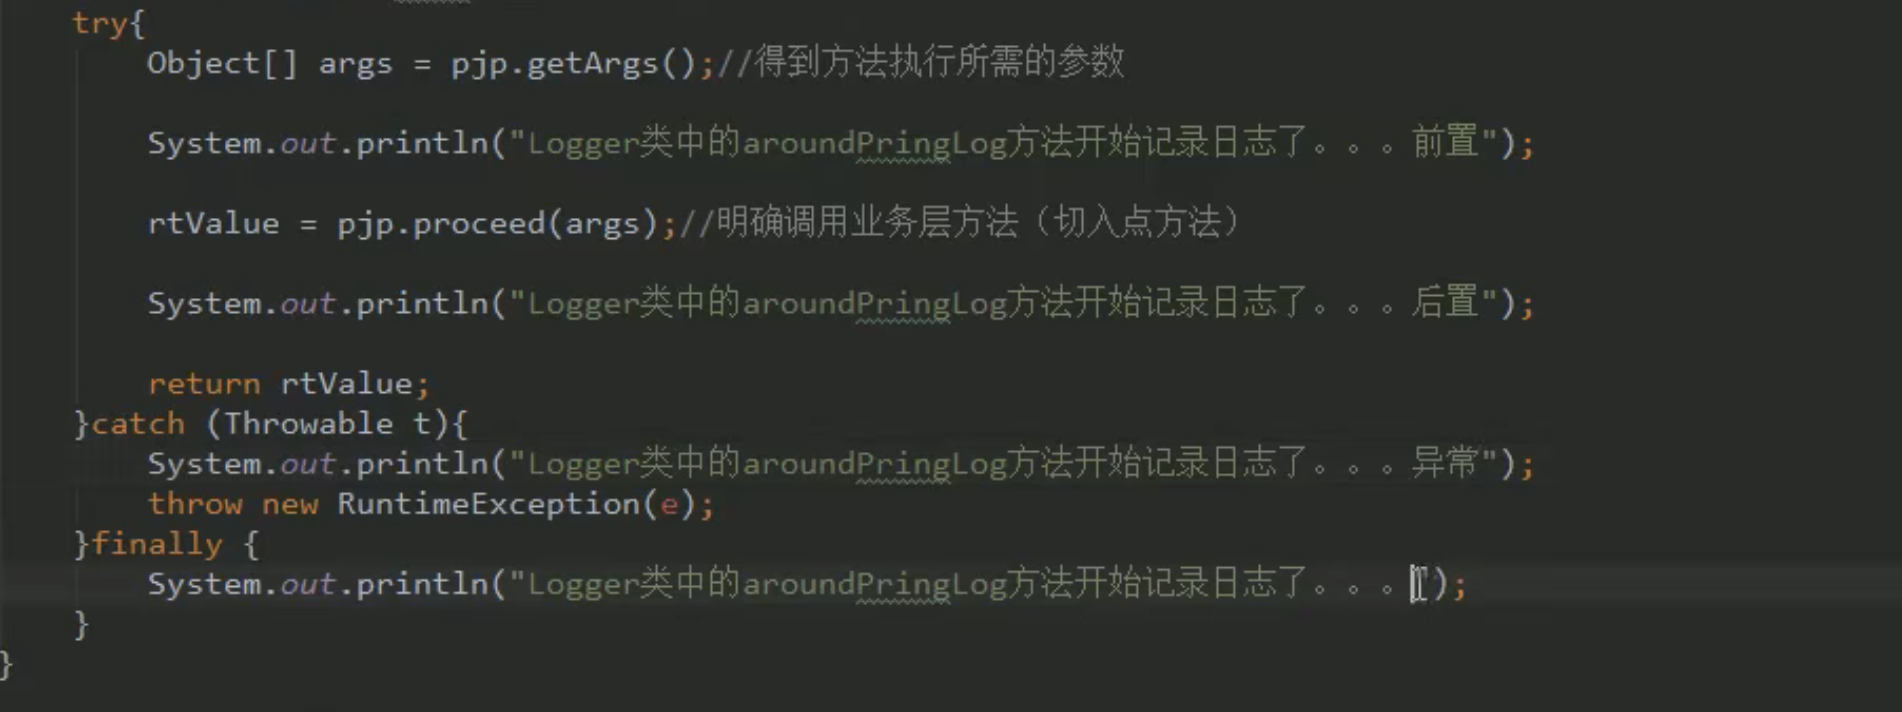 try{
Object[] args = pjp.getArgs();//得到方法执行所需的参数
System.out.println("Logger类中的aroundPringLog方法开始记录日志了。。。前置");
rtValue = pjp.proceed(args);//明确调用业务层方法（切入点方法）
System.out.println("Logger类中的aroundPringLog方法开始记录日志了。。。后置");
return rtValue;
}catch (Throwable t){
System.out.println("Logger类中的aroundPringLog方法开始记录日志了。。。异常");
throw new RuntimeException(e);
}finally {
System.out.println("Logger类中的aroundPringLog方法开始记录日志了。。。");
}
}